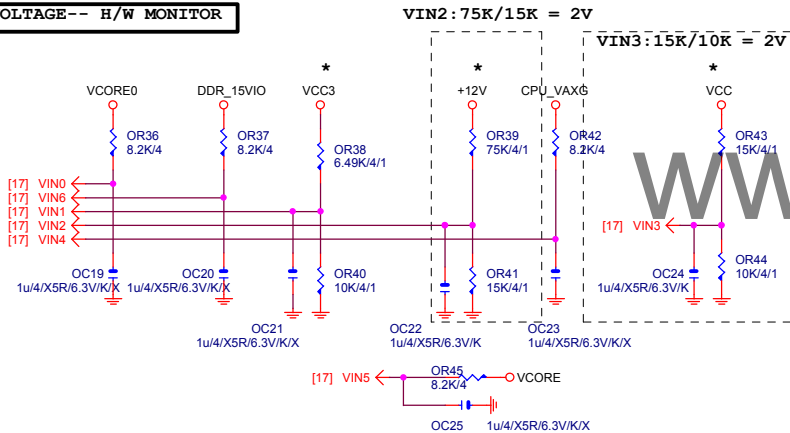 OLTAGE-- H/W MONITOR
VIN2:75K/15K = 2V
VIN3:15K/10K = 2V
* * *
VCORE0 DDR_15VIO VCC3 +12V CPU_VAXG VCC
OR36
8.2K/4
OR37
8.2K/4
OR38
6.49K/4/1
OR39
75K/4/1
OR42
8.2K/4
OR43
15K/4/1
[17] VIN0
[17] VIN6
[17] VIN1
[17] VIN2
[17] VIN4
[17] VIN3
WW
OC19
1u/4/X5R/6.3V/K/X
OC20
1u/4/X5R/6.3V/K/X
OR40
10K/4/1
OR41
15K/4/1
OC24
1u/4/X5R/6.3V/K
OR44
10K/4/1
OC21
1u/4/X5R/6.3V/K/X
OC22
1u/4/X5R/6.3V/K
OC23
1u/4/X5R/6.3V/K/X
[17] VIN5
OR45
8.2K/4
VCORE
OC25 1u/4/X5R/6.3V/K/X